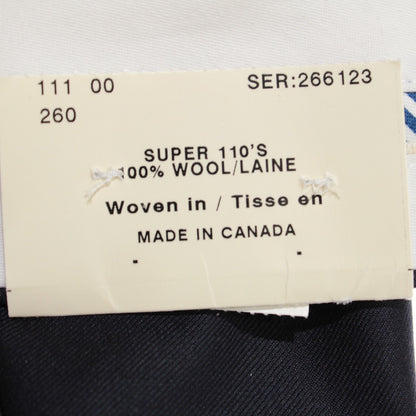 111 00 SER:266123
260
SUPER 110'S
100% WOOL/LAINE
Woven in / Tisse en
MADE IN CANADA